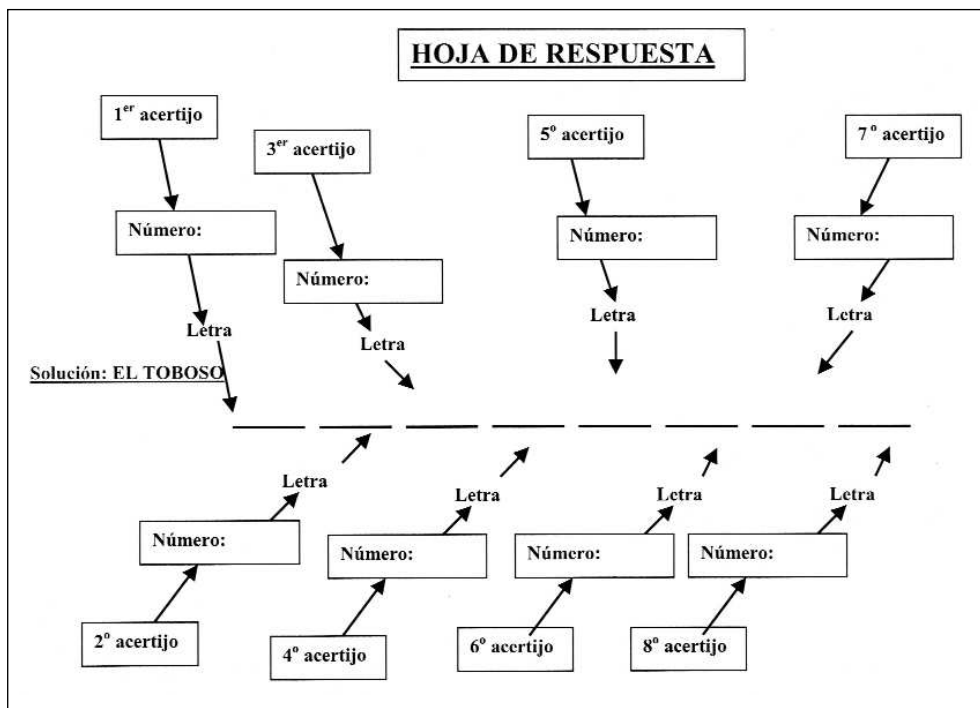 HOJA DE RESPUESTA
1er acertijo
3er acertijo
5º acertijo
7º acertijo
Número:
Número:
Número:
Número:
Letra
Letra
Letra
Letra
Solución: EL TOBOSO
Letra
Letra
Letra
Letra
Número:
Número:
Número:
Número:
2º acertijo
4º acertijo
6º acertijo
8º acertijo